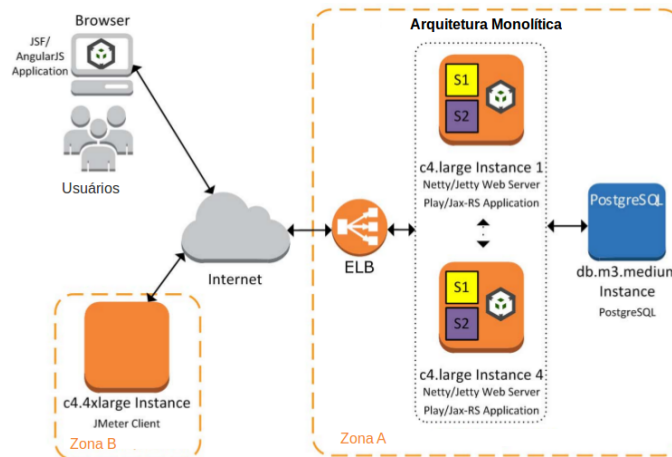 Browser
JSF/
AngularJS
Application
Usuários
Internet
c4.4xlarge Instance
JMeter Client
Zona B
Arquitetura Monolítica
S1
S2
c4.large Instance 1
Netty/Jetty Web Server
Play/Jax-RS Application
ELB
S1
S2
c4.large Instance 4
Netty/Jetty Web Server
Play/Jax-RS Application
PostgreSQL
db.m3.medium
Instance
PostgreSQL
Zona A